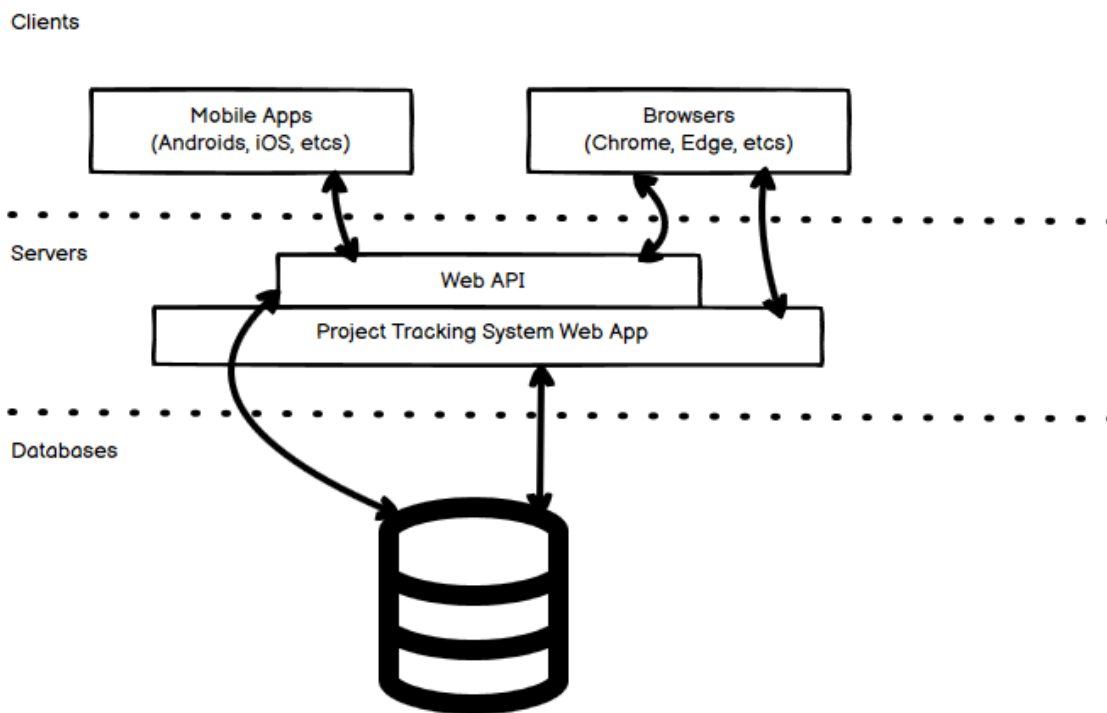 Clients
Mobile Apps
(Androids, iOS, etcs)
Browsers
(Chrome, Edge, etcs)
Servers
Web API
Project Tracking System Web App
Databases